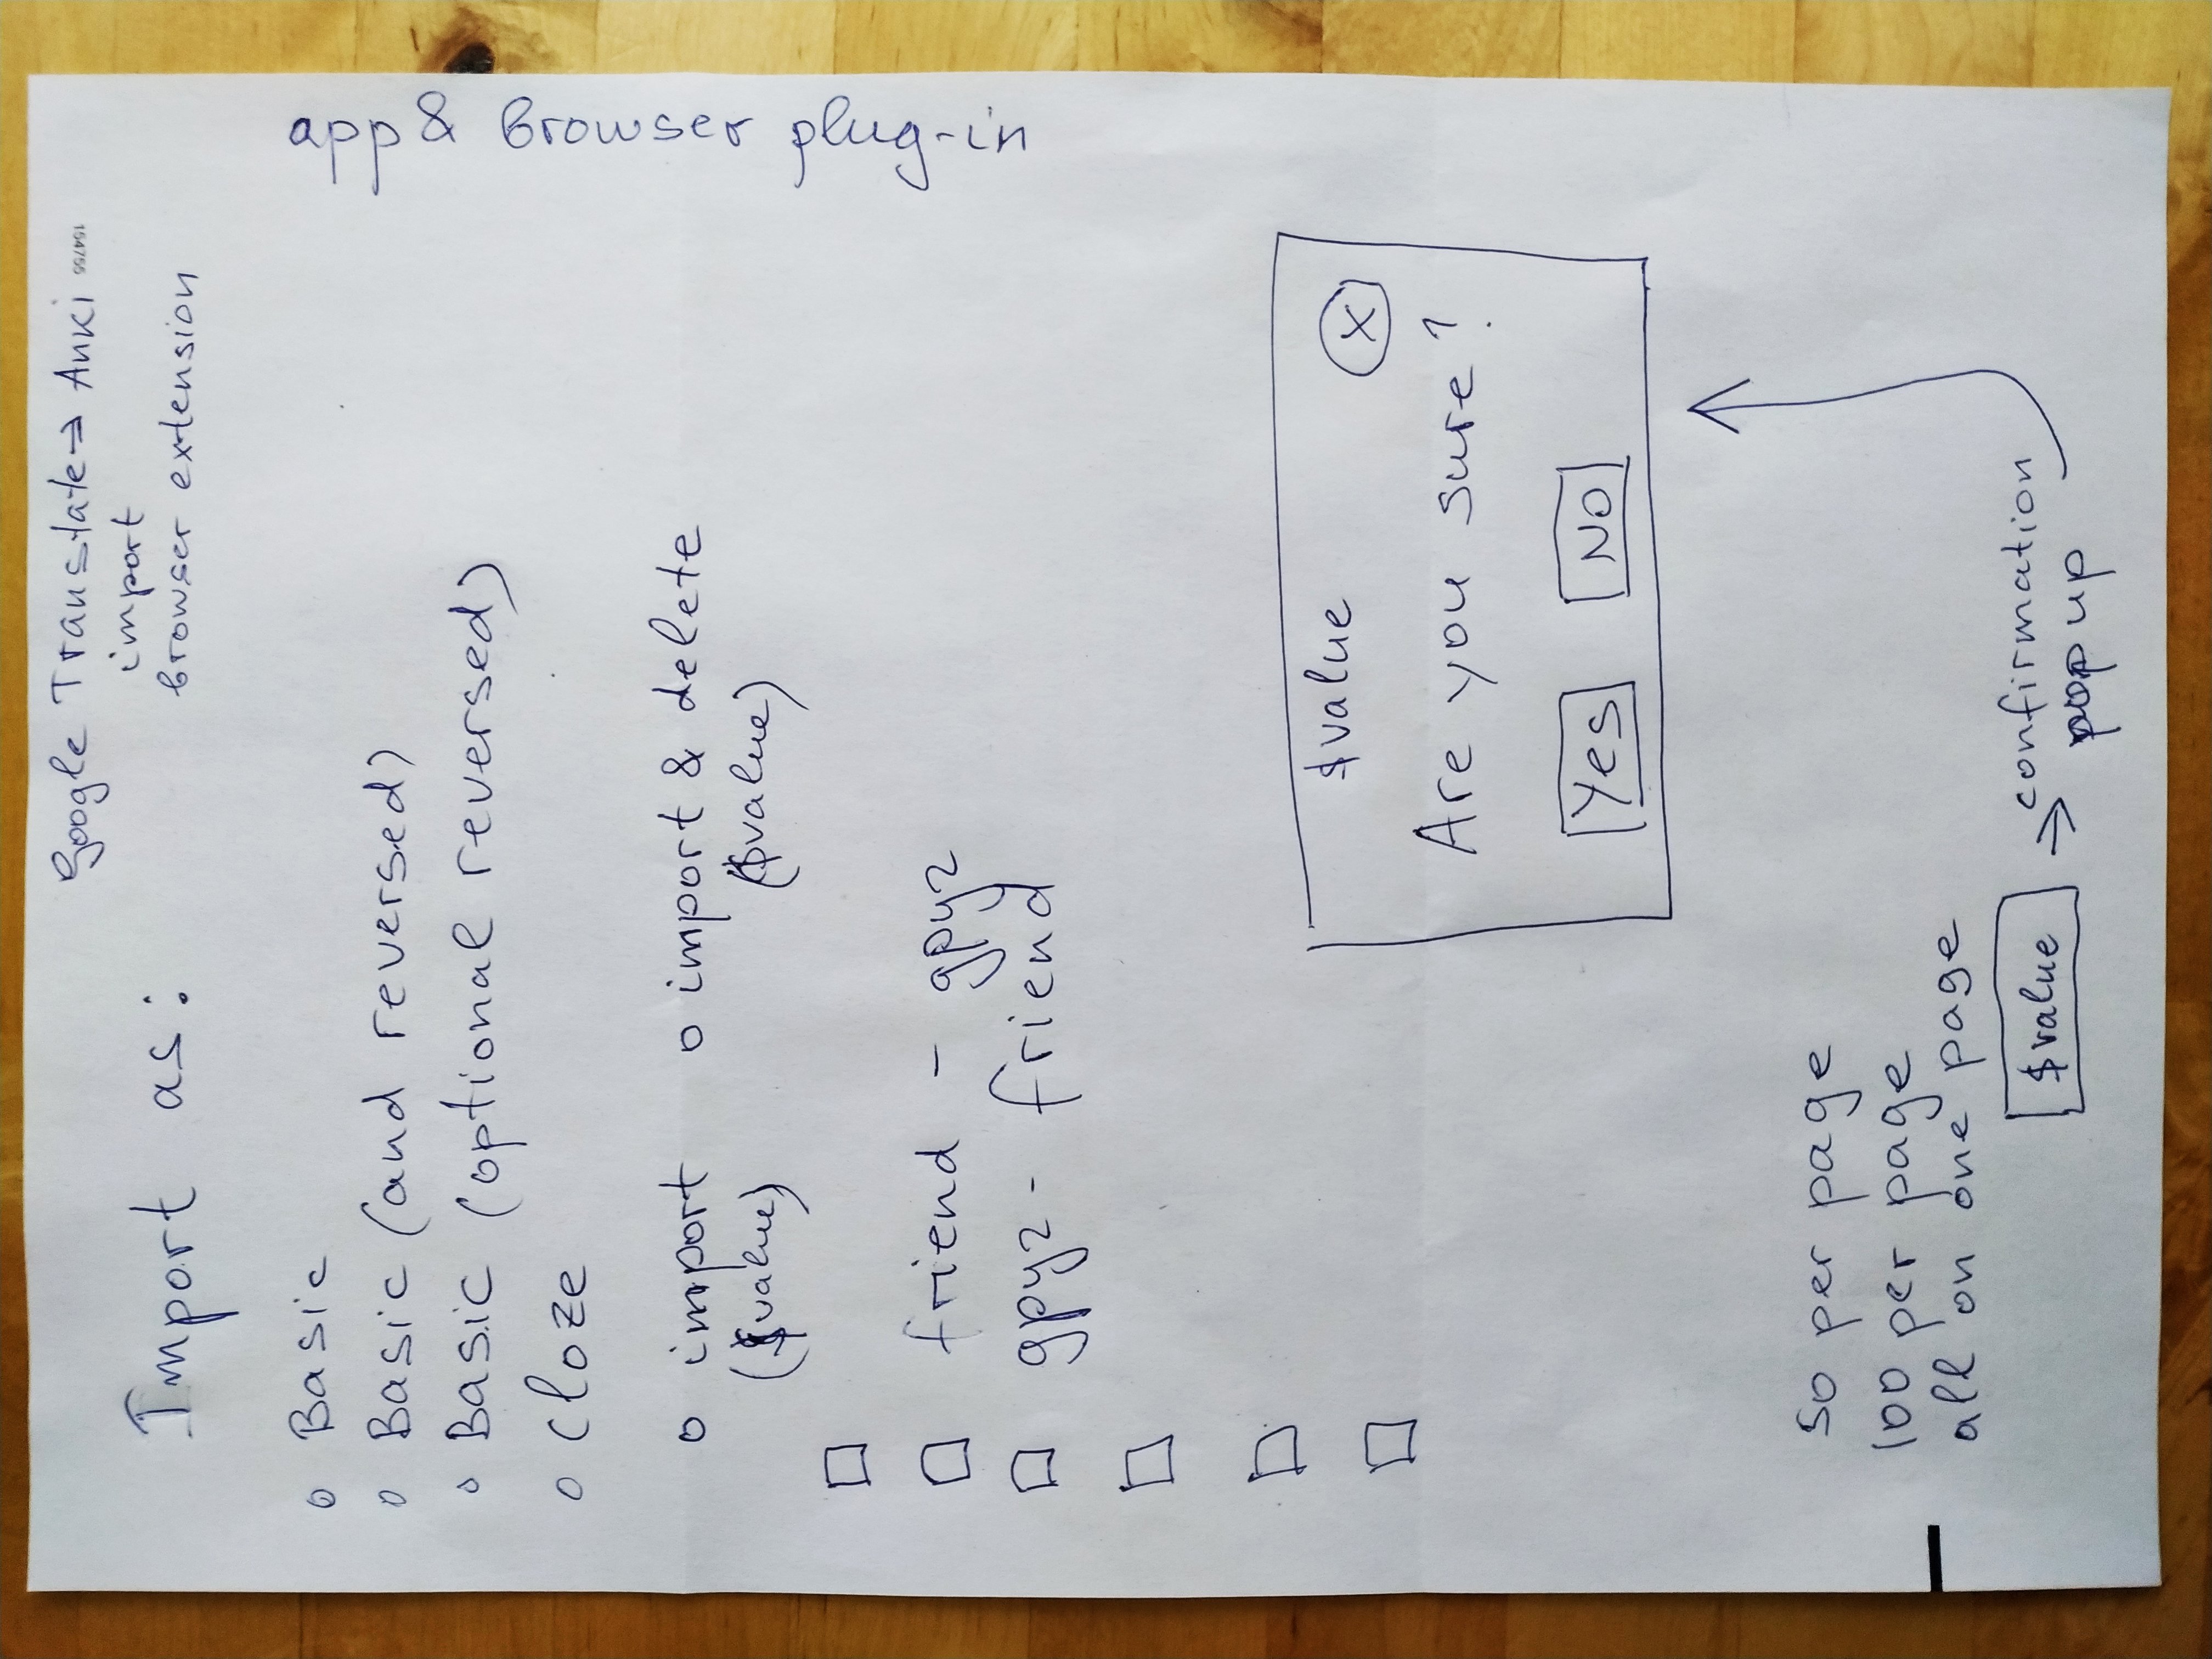 Google Translate → Anki
154755
import
browser extension
Import as:
Basic
Basic (and reversed)
Basic (optional reversed)
Cloze
import import & delete
($value) ($value)
friend - друг
друг - friend
app & browser plug-in
$value X
Are you sure?
Yes No
50 per page
100 per page
all on one page
$value → confirmation
pop up